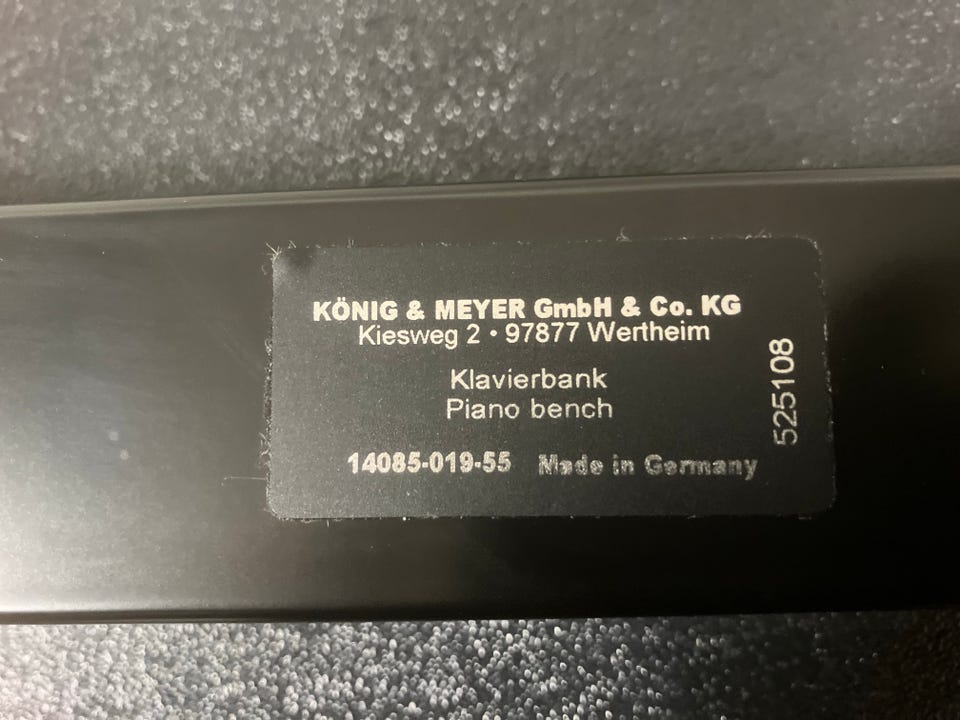 KÖNIG & MEYER GmbH & Co. KG
Kiesweg 2 • 97877 Wertheim
Klavierbank
Piano bench
14085-019-55 Made in Germany
525108